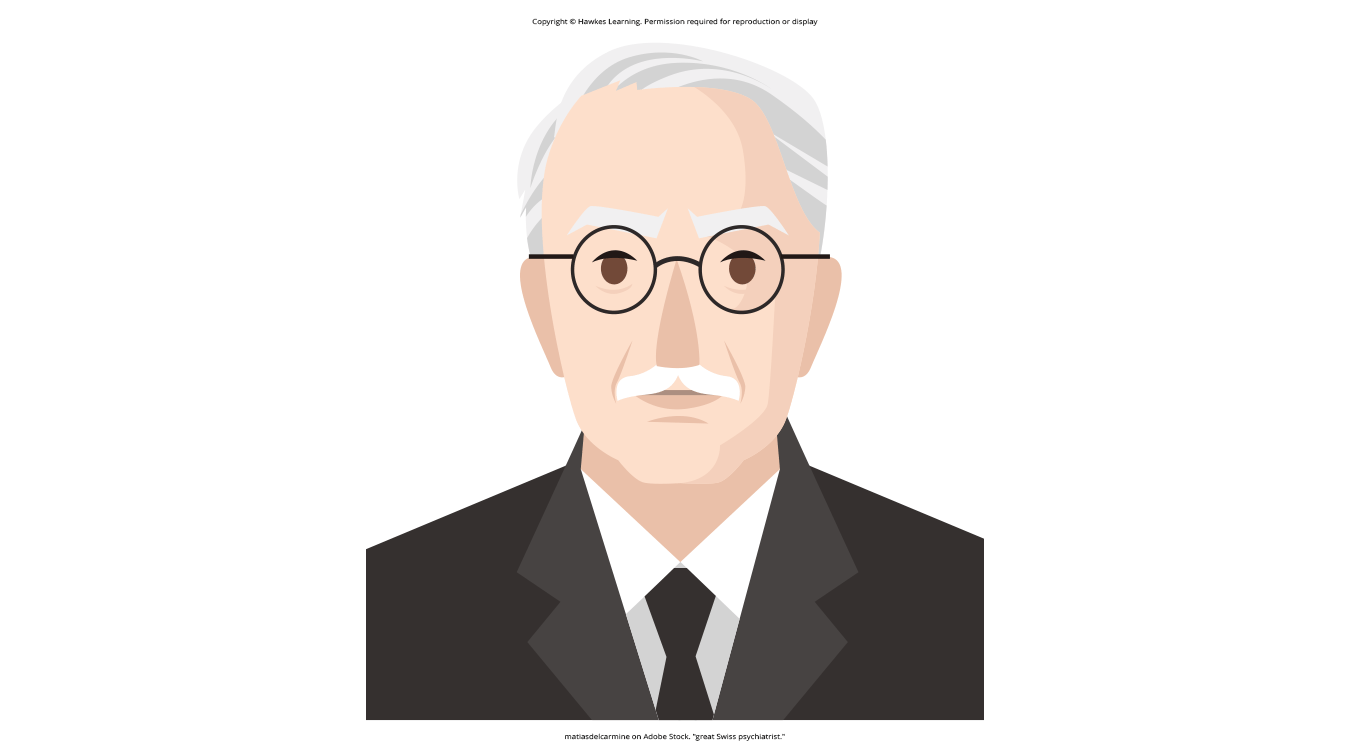 Copyright © Hawkes Learning. Permission required for reproduction or display
matiasdelcarmine on Adobe Stock. "great Swiss psychiatrist."